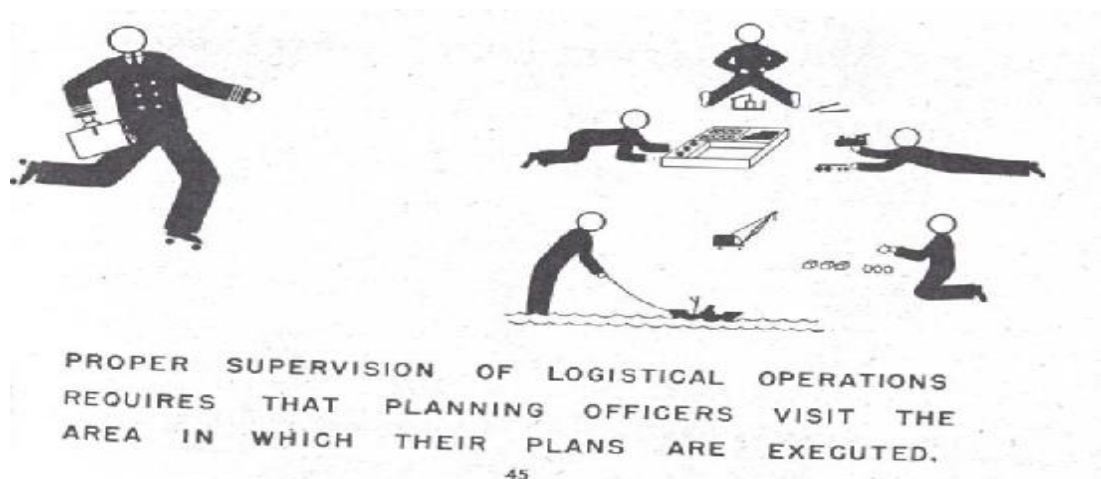 PROPER SUPERVISION OF LOGISTICAL OPERATIONS
REQUIRES THAT PLANNING OFFICERS VISIT THE
AREA IN WHICH THEIR PLANS ARE EXECUTED.
45